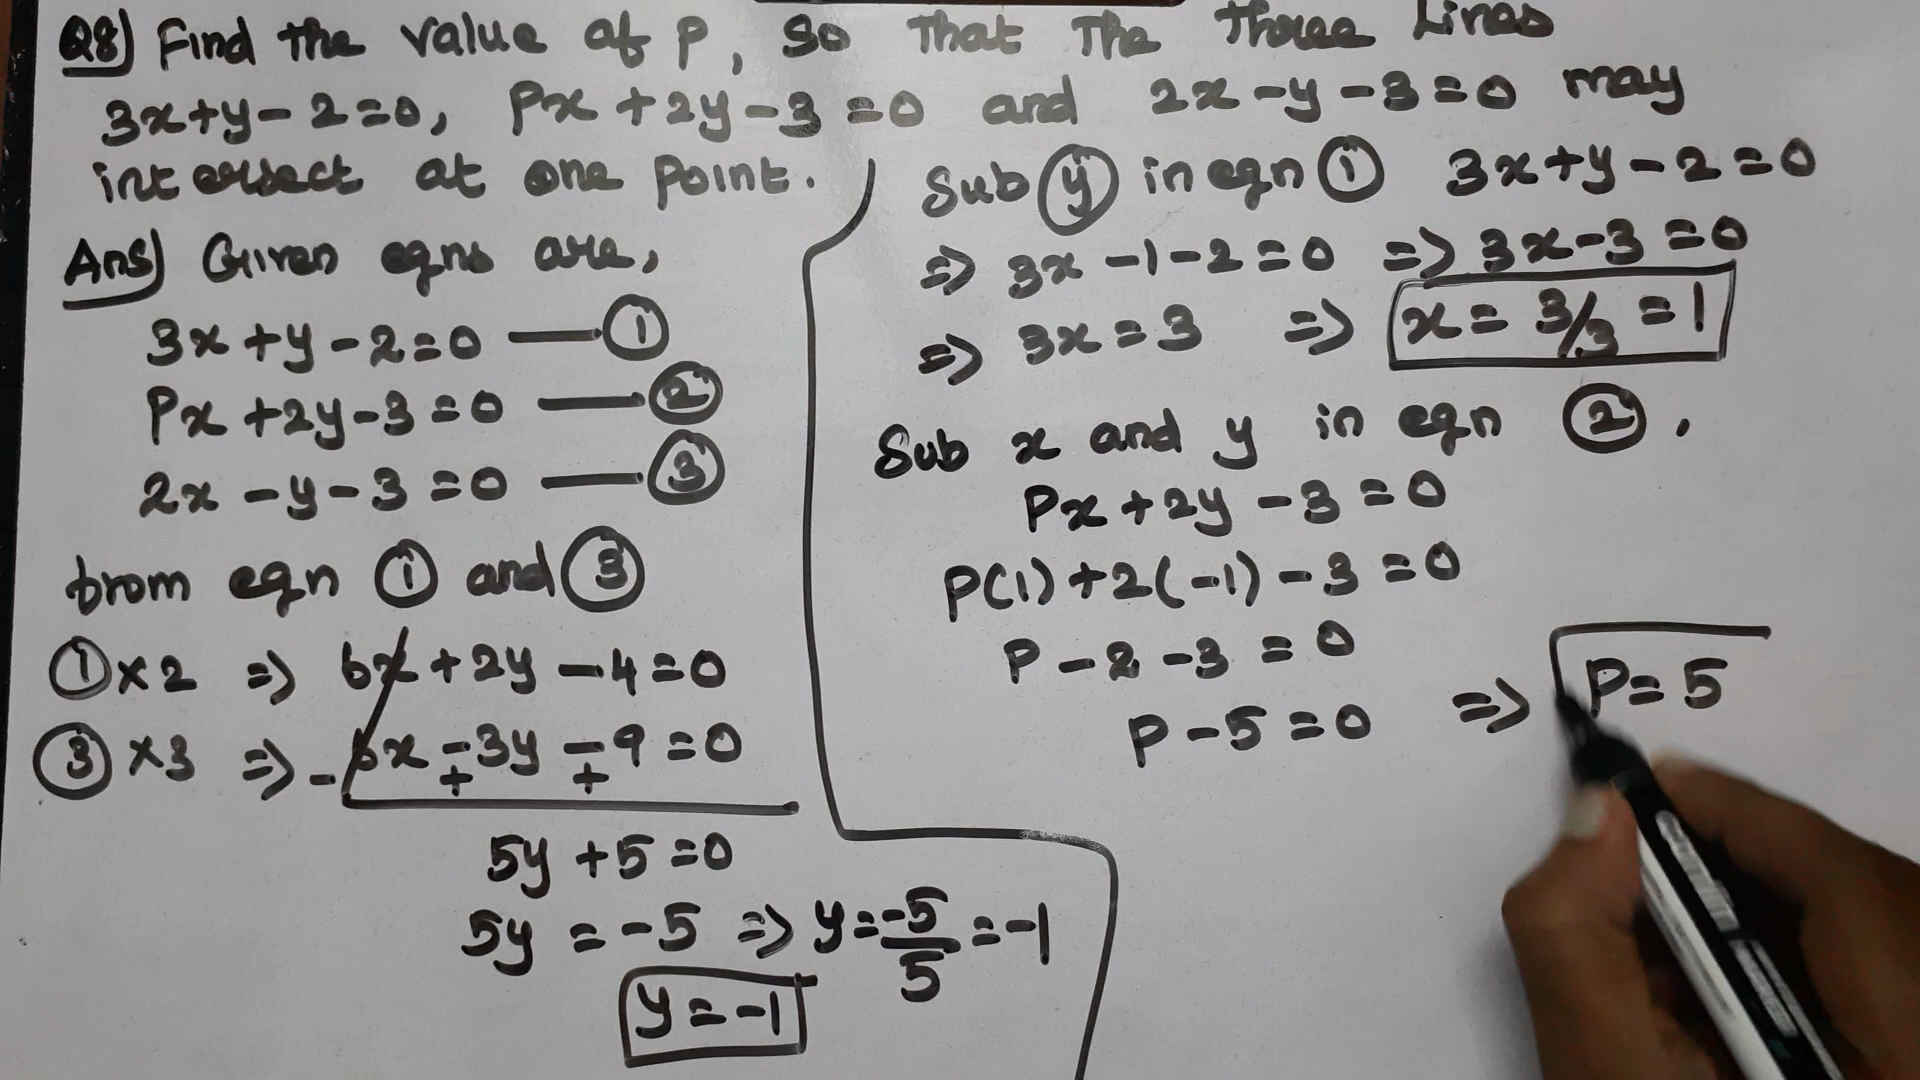 Q8) Find the value of P, so that the three lines
3x+y-2=0, Px+2y-3=0 and 2x-y-3=0 may
intersect at one point.
Ans) Given eqns are,
3x+y-2=0 — ①
Px+2y-3=0 — ②
2x-y-3=0 — ③
from eqn ① and ③
①×2 => 6x+2y-4=0
③×3 => -6x-3y-9=0
+ +
5y+5=0
5y=-5 => y=-5/5=-1
y=-1
Sub y in eqn ① 3x+y-2=0
=> 3x-1-2=0 => 3x-3=0
=> 3x=3 => x=3/3=1
Sub x and y in eqn ②.
Px+2y-3=0
P(1)+2(-1)-3=0
P-2-3=0
P-5=0 => P=5